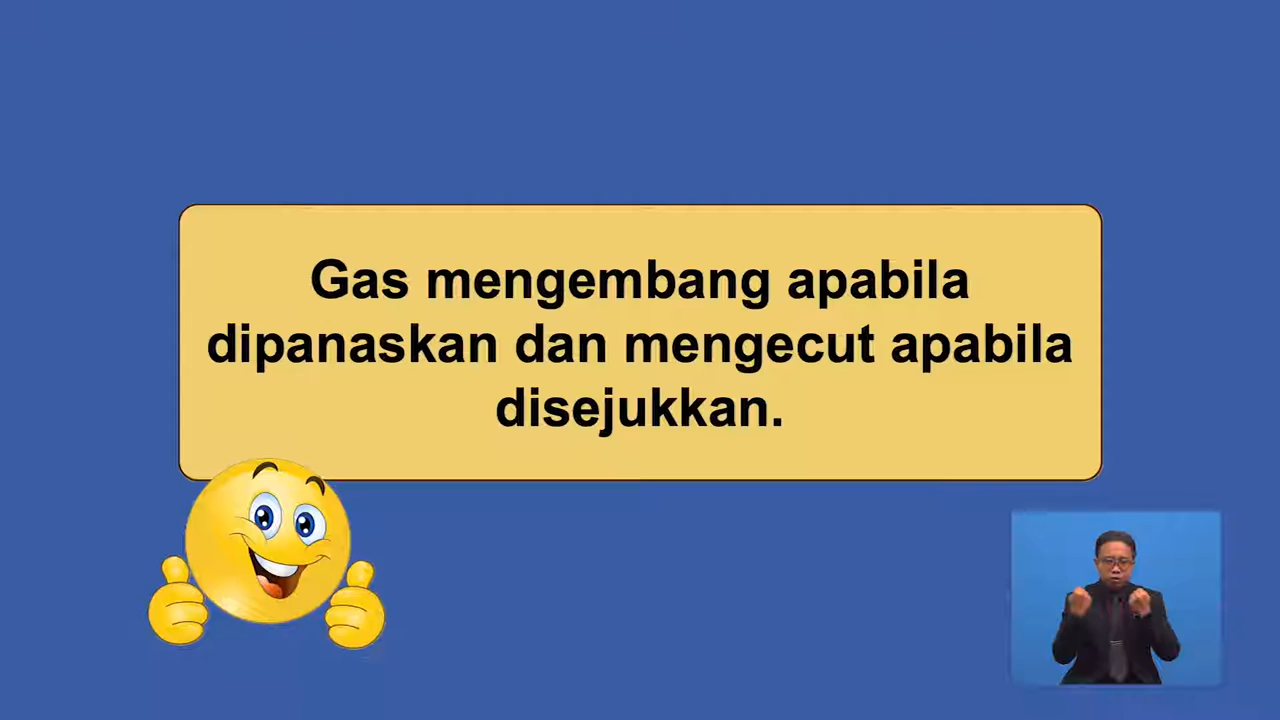 Gas mengembang apabila
dipanaskan dan mengecut apabila
disejukkan.